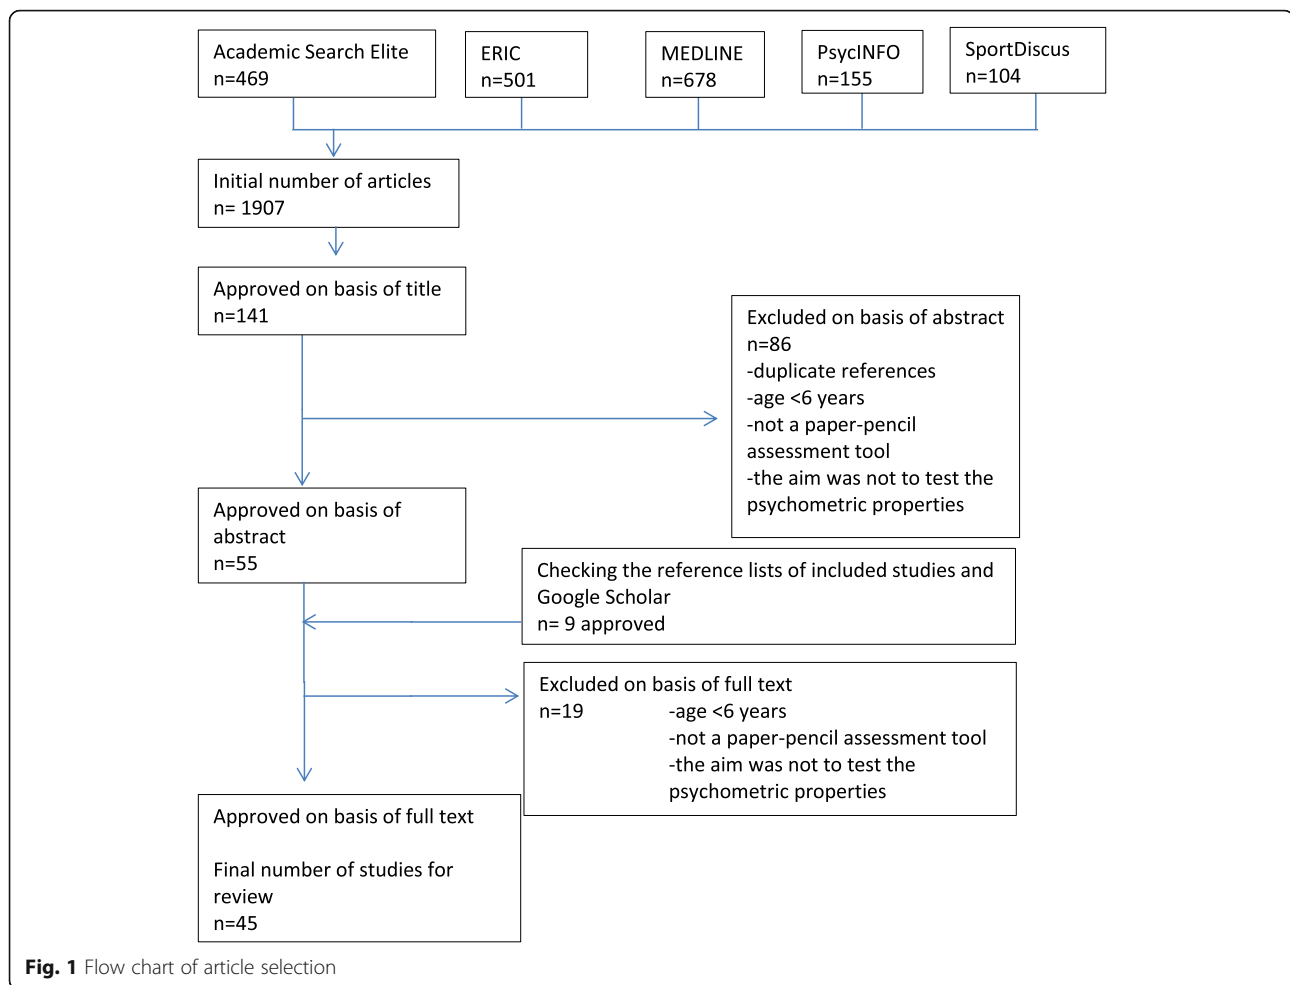 Academic Search Elite
n=469
ERIC
n=501
MEDLINE
n=678
PsycINFO
n=155
SportDiscus
n=104
Initial number of articles
n= 1907
Approved on basis of title
n=141
Excluded on basis of abstract
n=86
-duplicate references
-age <6 years
-not a paper-pencil
assessment tool
-the aim was not to test the
psychometric properties
Approved on basis of
abstract
n=55
Checking the reference lists of included studies and
Google Scholar
n= 9 approved
Excluded on basis of full text
n=19 -age <6 years
-not a paper-pencil assessment tool
-the aim was not to test the
psychometric properties
Approved on basis of full text
Final number of studies for
review
n=45
Fig. 1 Flow chart of article selection